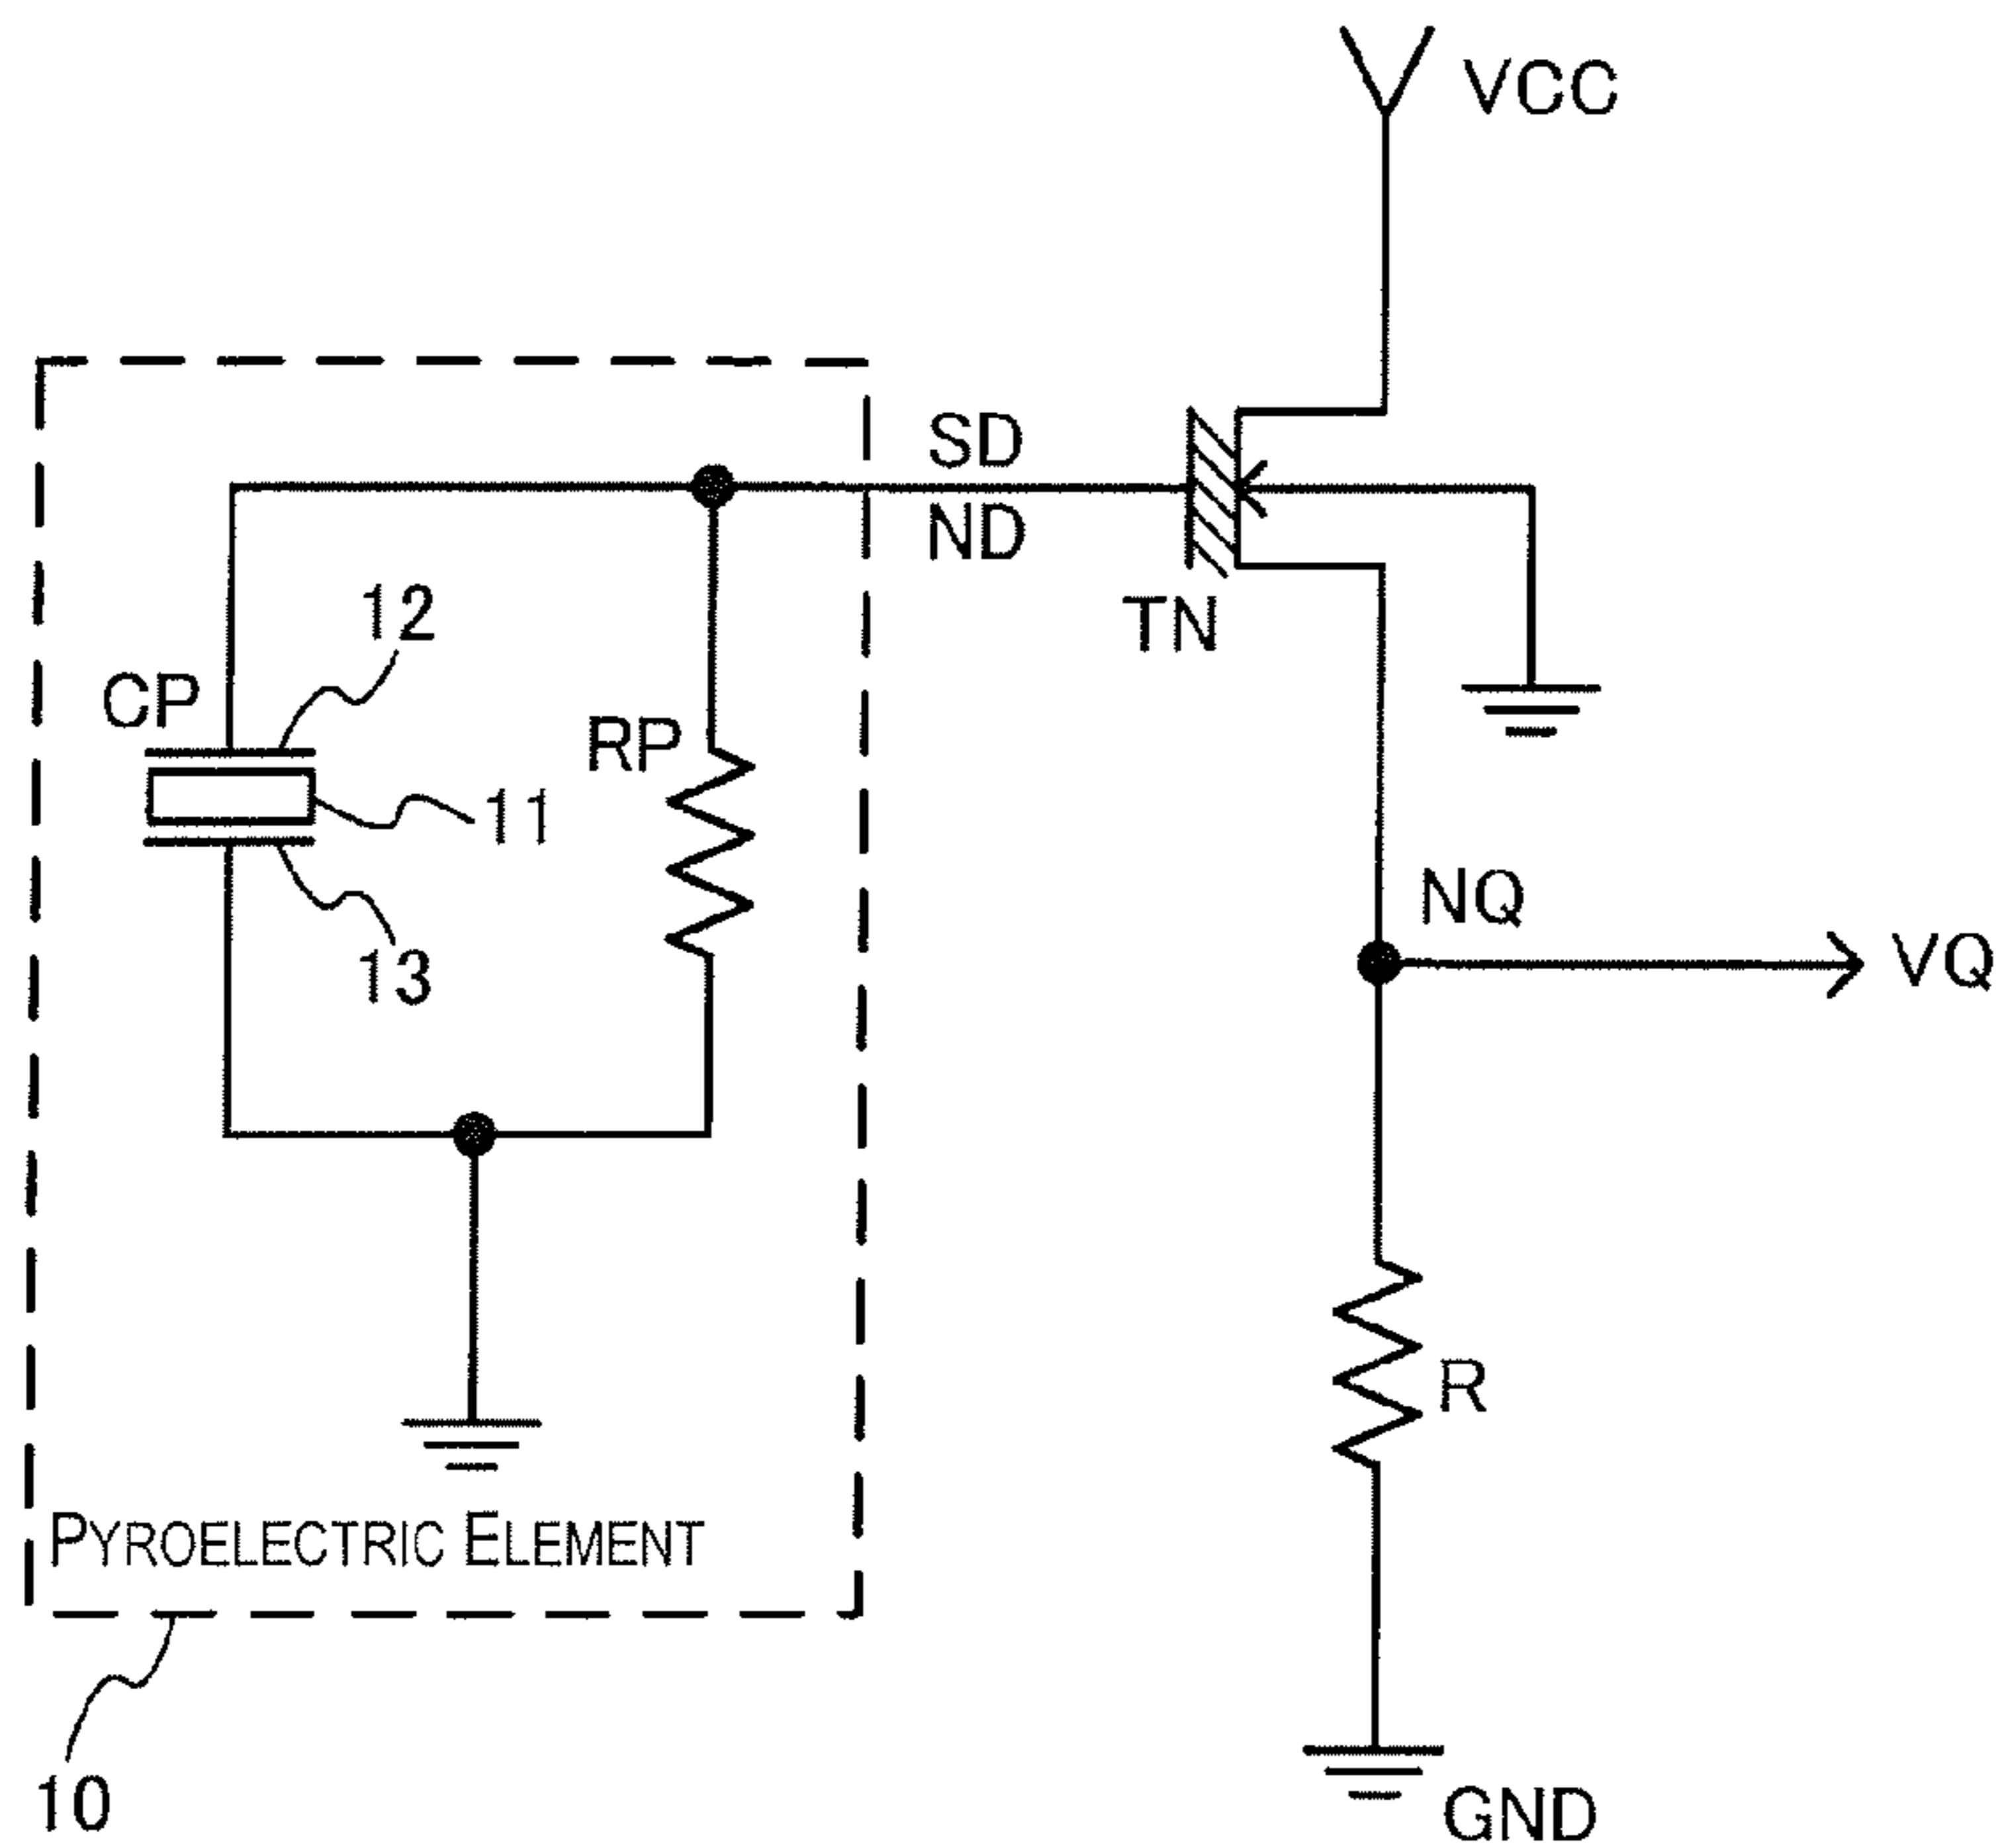 VCC
SD
ND
TN
12
CP
RP
11
13
NQ
VQ
R
PYROELECTRIC ELEMENT
10
GND